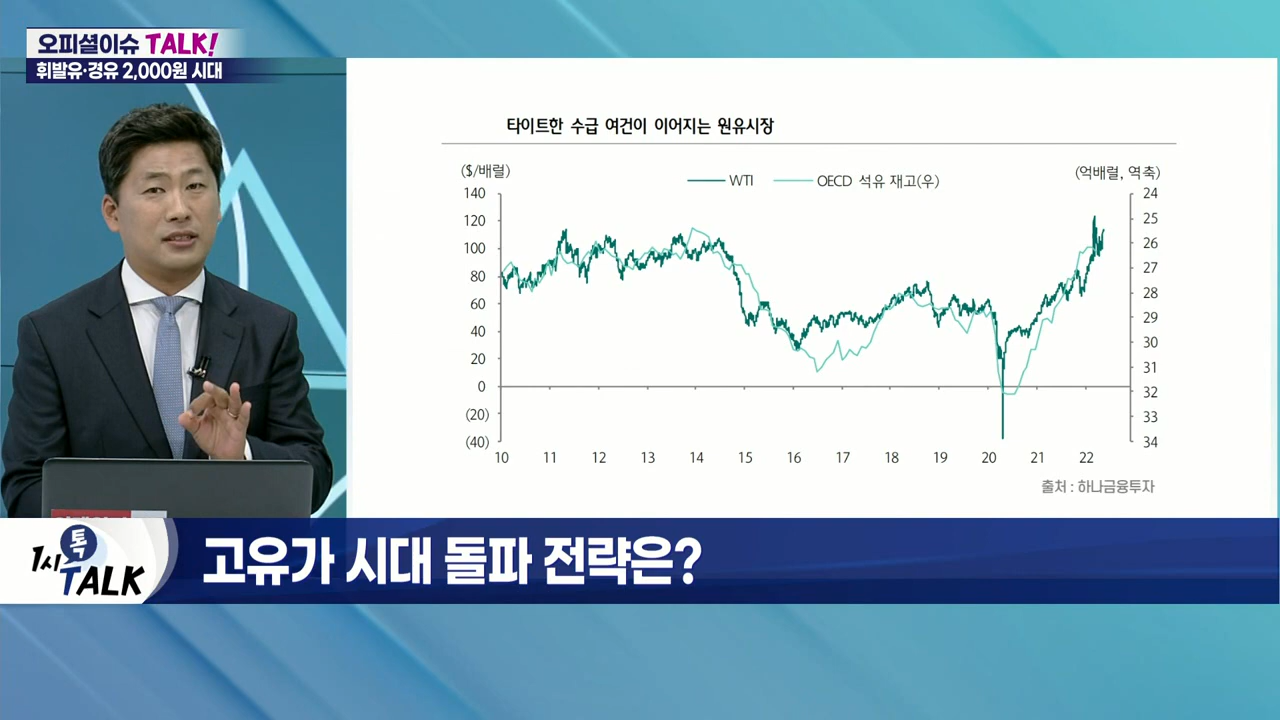 오피셜이슈 TALK!
휘발유·경유 2,000원 시대
타이트한 수급 여건이 이어지는 원유시장
($/배럴)
WTI
OECD 석유 재고(우)
(억배럴, 역축)
140
120
100
80
60
40
20
0
(20)
(40)
24
25
26
27
28
29
30
31
32
33
34
10 11 12 13 14 15 16 17 18 19 20 21 22
출처 : 하나금융투자
1시 톡 TALK
고유가 시대 돌파 전략은?